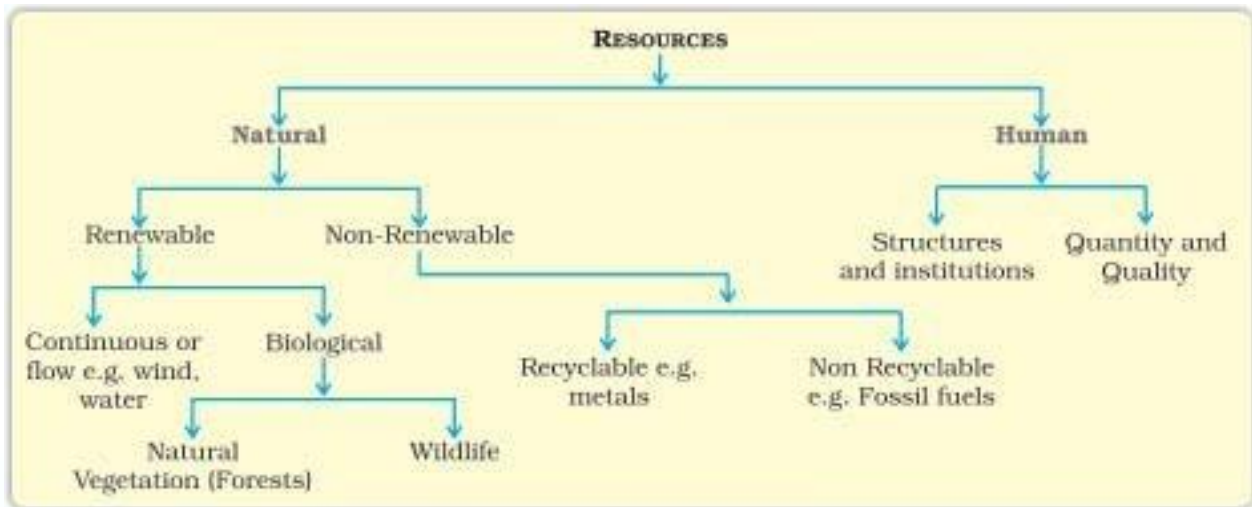 RESOURCES
Natural
Human
Renewable
Non-Renewable
Structures
and institutions
Quantity and
Quality
Continuous or
flow e.g. wind,
water
Biological
Recyclable e.g.
metals
Non Recyclable
e.g. Fossil fuels
Natural
Vegetation (Forests)
Wildlife